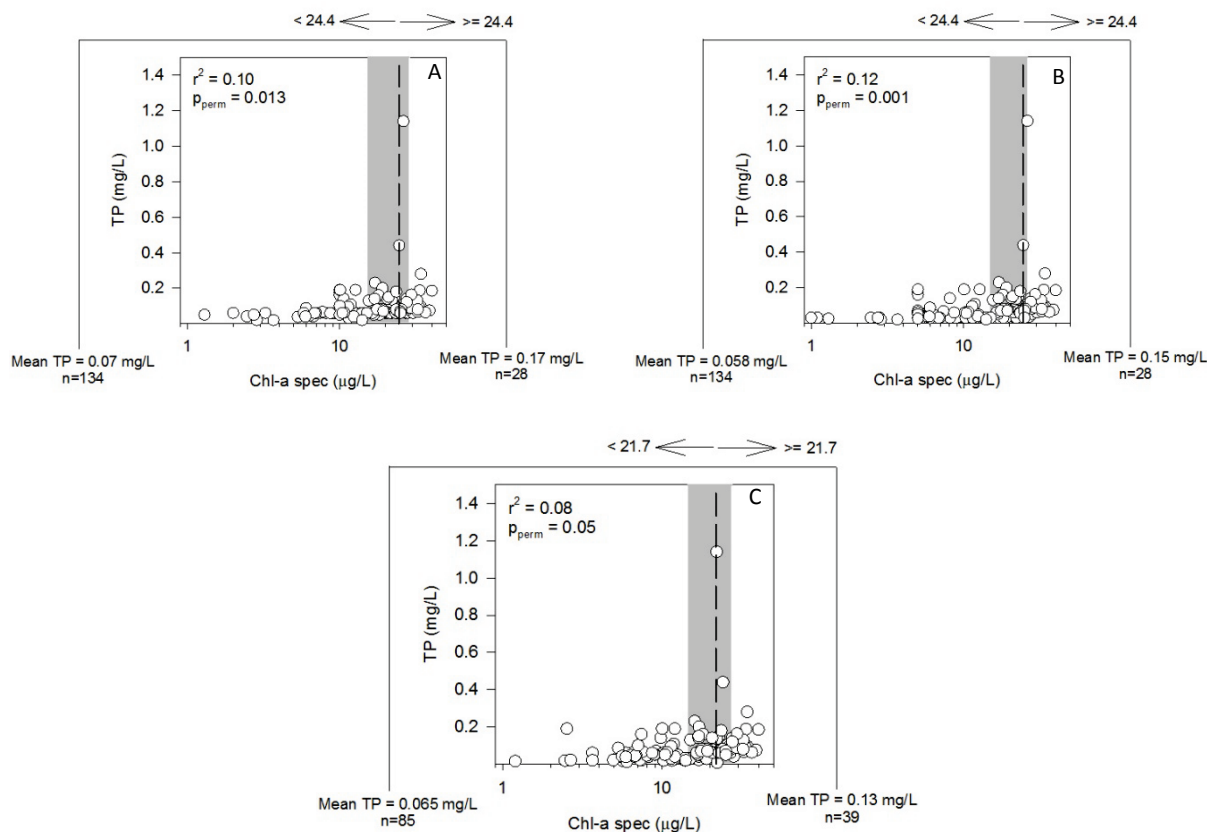 < 24.4 >= 24.4
A
r² = 0.10
p_perm = 0.013
1.4
1.2
1.0
0.8
0.6
0.4
0.2
TP (mg/L)
1 10
Mean TP = 0.07 mg/L
n=134
Chl-a spec (μg/L)
Mean TP = 0.17 mg/L
n=28
< 24.4 >= 24.4
B
r² = 0.12
p_perm = 0.001
1.4
1.2
1.0
0.8
0.6
0.4
0.2
TP (mg/L)
1 10
Mean TP = 0.058 mg/L
n=134
Chl-a spec (μg/L)
Mean TP = 0.15 mg/L
n=28
< 21.7 >= 21.7
C
r² = 0.08
p_perm = 0.05
1.4
1.2
1.0
0.8
0.6
0.4
0.2
TP (mg/L)
1 10
Mean TP = 0.065 mg/L
n=85
Chl-a spec (μg/L)
Mean TP = 0.13 mg/L
n=39